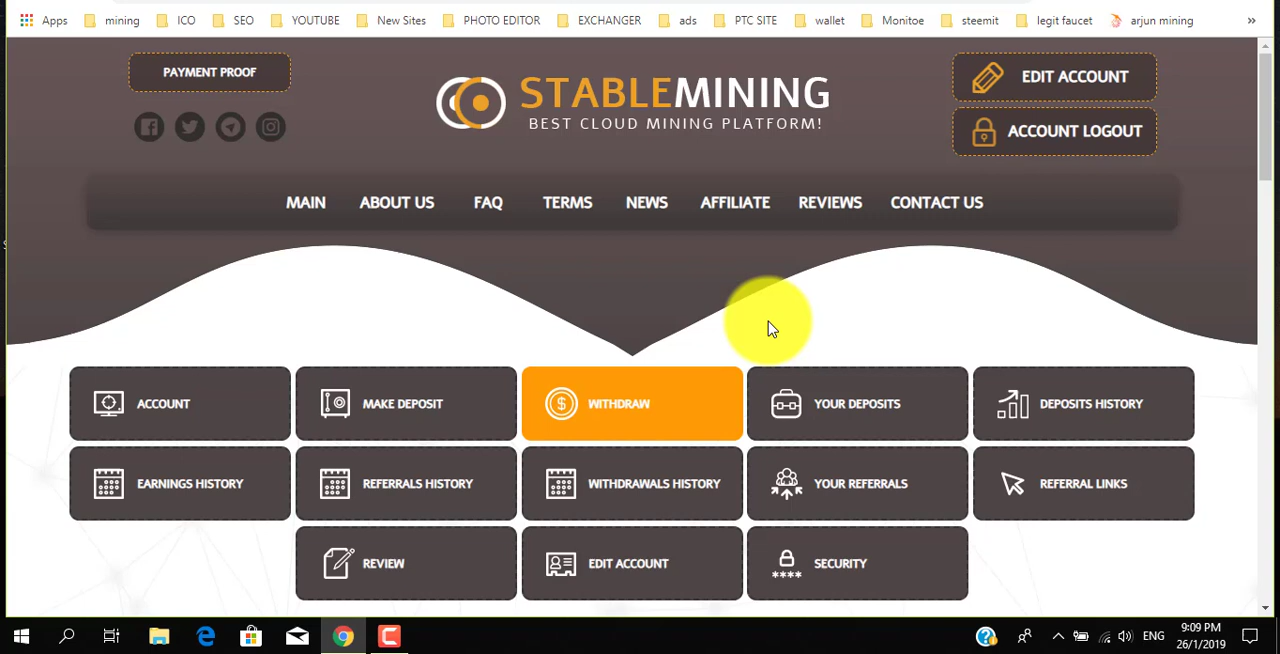 Apps mining ICO SEO YOUTUBE New Sites PHOTO EDITOR EXCHANGER ads PTC SITE wallet Monitoe steemit legit faucet arjun mining »
PAYMENT PROOF
STABLEMINING
BEST CLOUD MINING PLATFORM!
EDIT ACCOUNT
ACCOUNT LOGOUT
MAIN ABOUT US FAQ TERMS NEWS AFFILIATE REVIEWS CONTACT US
ACCOUNT MAKE DEPOSIT WITHDRAW YOUR DEPOSITS DEPOSITS HISTORY
EARNINGS HISTORY REFERRALS HISTORY WITHDRAWALS HISTORY YOUR REFERRALS REFERRAL LINKS
REVIEW EDIT ACCOUNT SECURITY
ENG 9:09 PM
26/1/2019